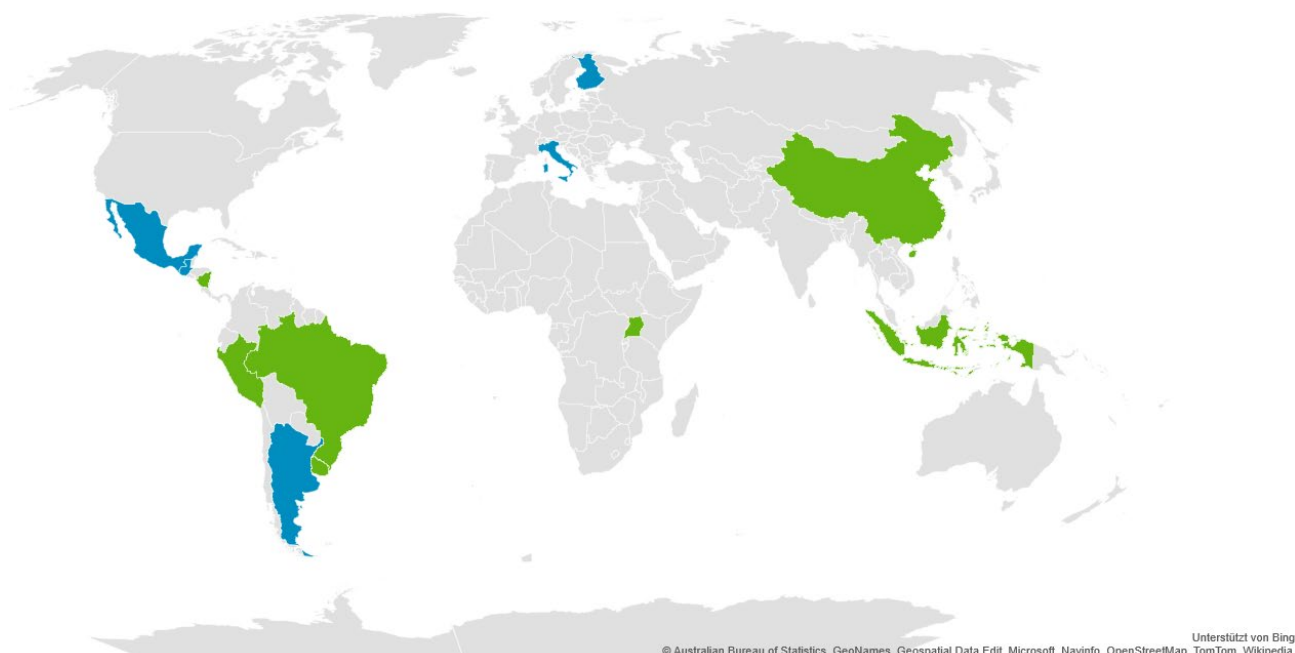 Unterstützt von Bing
© Australian Bureau of Statistics, GeoNames, Geospatial Data Edit, Microsoft, Navinfo, OpenStreetMap, TomTom, Wikipedia